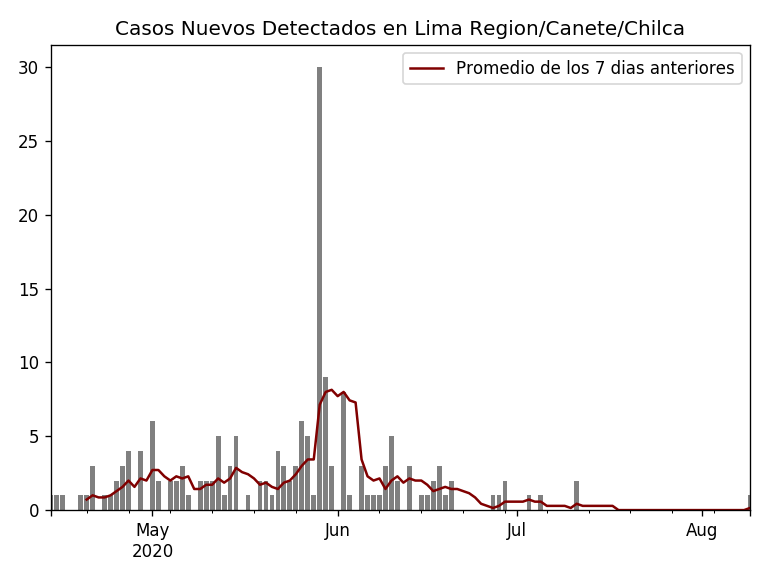 Casos Nuevos Detectados en Lima Region/Canete/Chilca
Promedio de los 7 dias anteriores
30
25
20
15
10
5
0
May
2020
Jun
Jul
Aug